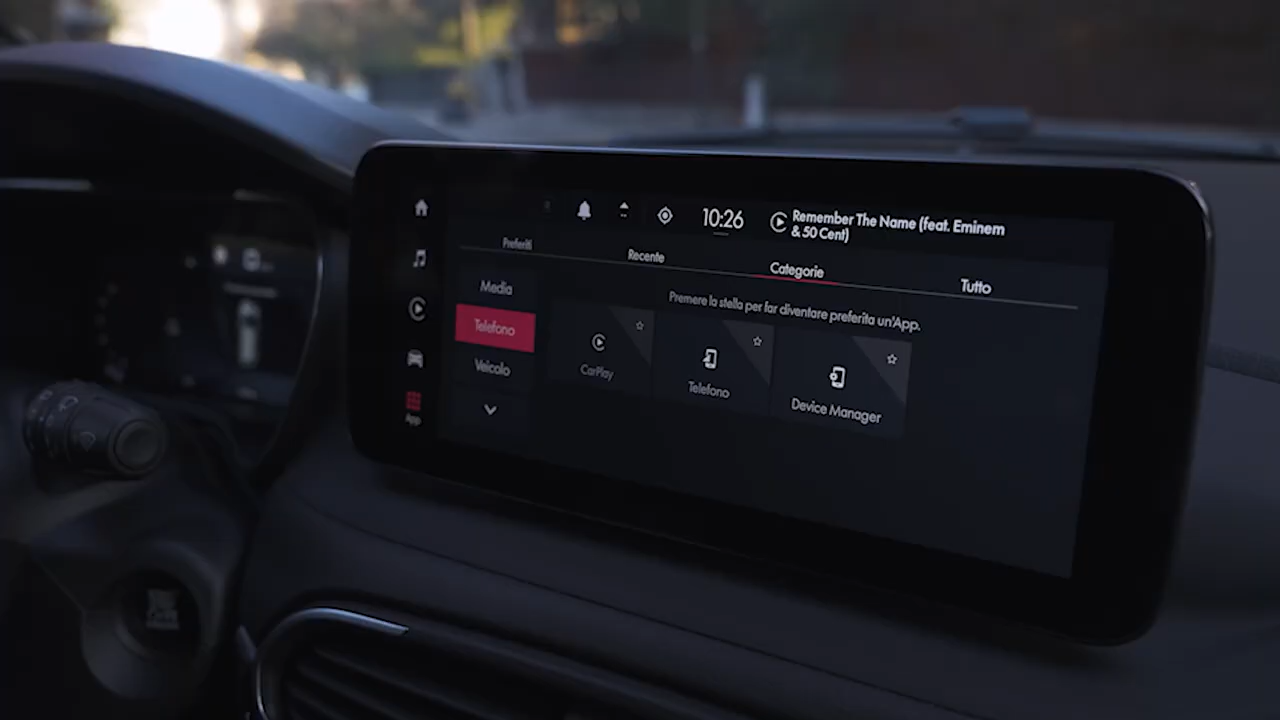 10:26
Remember The Name (feat. Eminem
& 50 Cent)
Preferiti
Recente
Categorie
Tutto
Premere la stella per far diventare preferita un'App.
Media
Telefono
Veicolo
CarPlay
Telefono
Device Manager
App